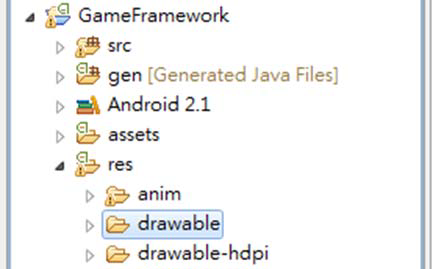 GameFramework
src
gen [Generated Java Files]
Android 2.1
assets
res
anim
drawable
drawable-hdpi